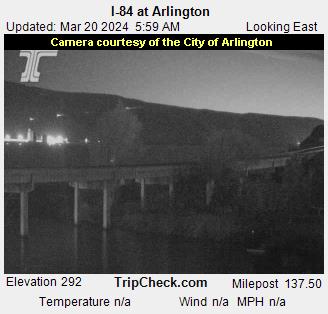 I-84 at Arlington
Updated: Mar 20 2024 5:59 AM Looking East
Camera courtesy of the City of Arlington
Elevation 292 TripCheck.com Milepost 137.50
Temperature n/a Wind n/a MPH n/a